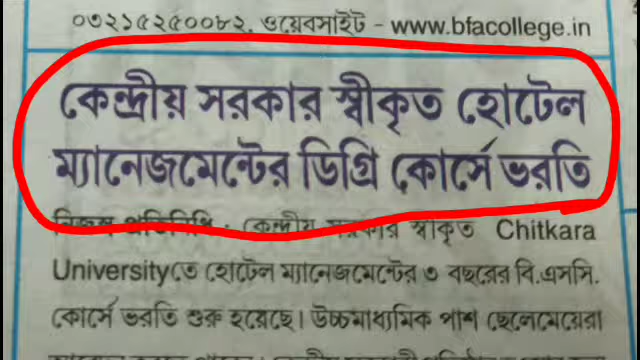 ০৩২১৫২৫০০৮২. ওয়েবসাইট - www.bfacollege.in
কেন্দ্রীয় সরকার স্বীকৃত হোটেল
ম্যানেজমেন্টের ডিগ্রি কোর্সে ভরতি
নিজস্ব প্রতিনিধি : কেন্দ্রীয় সরকার স্বীকৃত Chitkara
Universityতে হোটেল ম্যানেজমেন্টের ৩ বছরের বি.এসসি.
কোর্সে ভরতি শুরু হয়েছে। উচ্চমাধ্যমিক পাশ ছেলেমেয়েরা